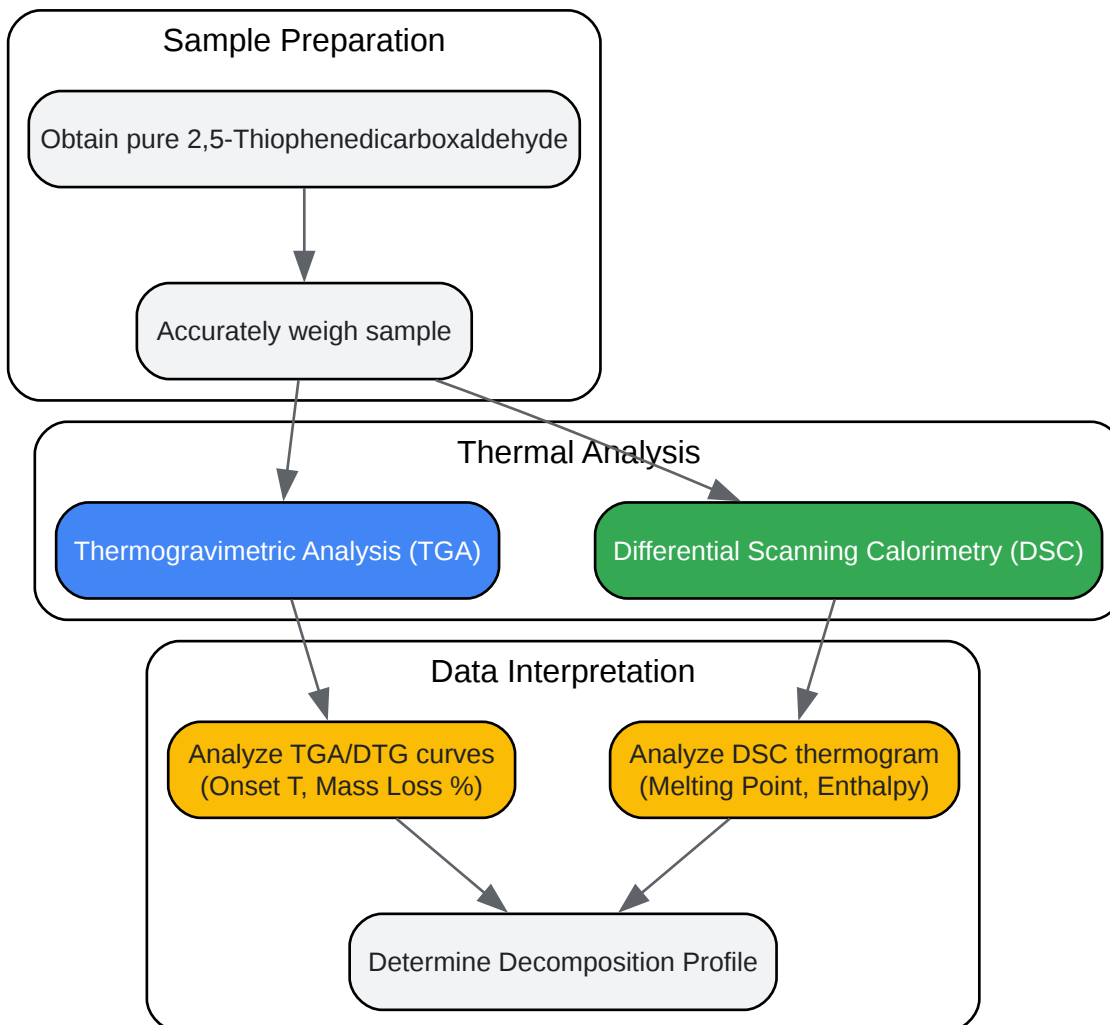 Sample Preparation
Obtain pure 2,5-Thiophenedicarboxaldehyde
Accurately weigh sample
Thermal Analysis
Thermogravimetric Analysis (TGA)
Differential Scanning Calorimetry (DSC)
Data Interpretation
Analyze TGA/DTG curves
(Onset T, Mass Loss %)
Analyze DSC thermogram
(Melting Point, Enthalpy)
Determine Decomposition Profile